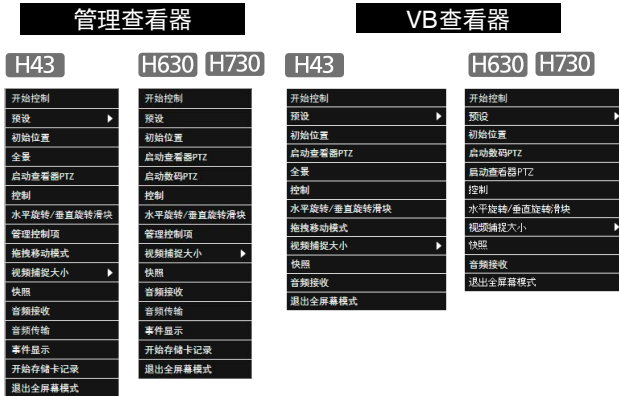 管理查看器
H43
开始控制
预设
初始位置
全景
启动查看器PTZ
控制
水平旋转/垂直旋转滑块
管理控制项
拖拽移动模式
视频捕捉大小
快照
音频接收
音频传输
事件显示
开始存储卡记录
退出全屏幕模式
H630 H730
开始控制
预设
初始位置
启动查看器PTZ
启动数码PTZ
控制
水平旋转/垂直旋转滑块
管理控制项
视频捕捉大小
快照
音频接收
音频传输
事件显示
开始存储卡记录
退出全屏幕模式
VB查看器
H43
开始控制
预设
初始位置
启动查看器PTZ
全景
控制
水平旋转/垂直旋转滑块
拖拽移动模式
视频捕捉大小
快照
音频接收
退出全屏幕模式
H630 H730
开始控制
预设
初始位置
启动数码PTZ
启动查看器PTZ
控制
水平旋转/垂直旋转滑块
视频捕捉大小
快照
音频接收
退出全屏幕模式